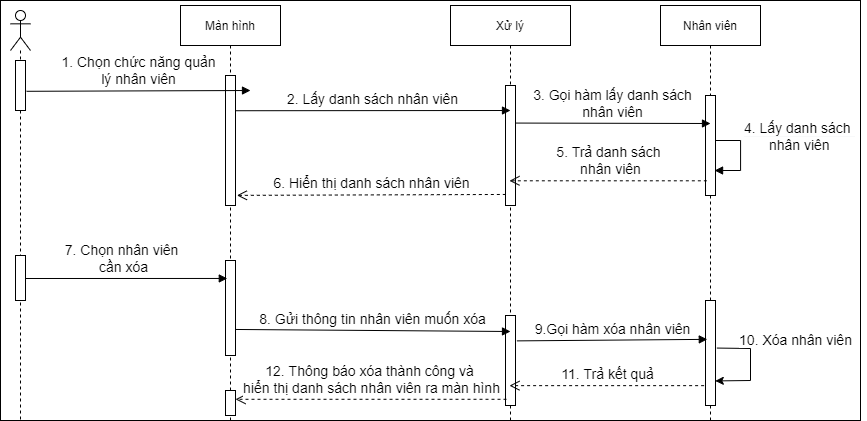 Màn hình
Xử lý
Nhân viên
1. Chọn chức năng quản
lý nhân viên
2. Lấy danh sách nhân viên
3. Gọi hàm lấy danh sách
nhân viên
4. Lấy danh sách
nhân viên
5. Trả danh sách
nhân viên
6. Hiển thị danh sách nhân viên
7. Chọn nhân viên
cần xóa
8. Gửi thông tin nhân viên muốn xóa
9.Gọi hàm xóa nhân viên
10. Xóa nhân viên
11. Trả kết quả
12. Thông báo xóa thành công và
hiển thị danh sách nhân viên ra màn hình